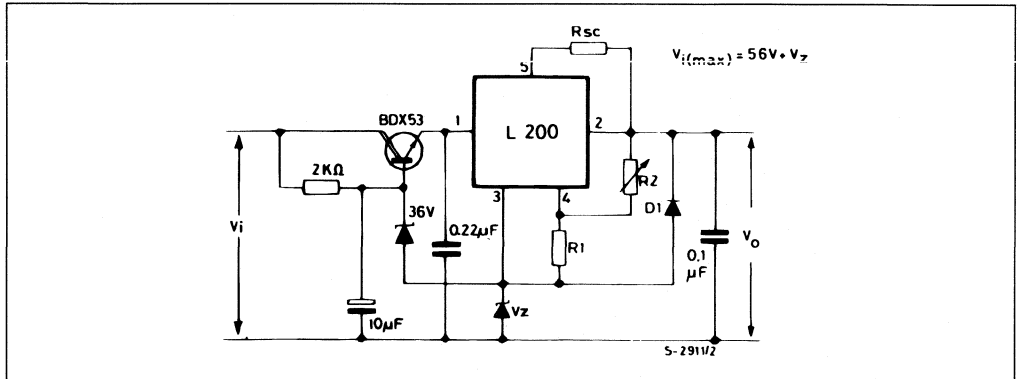 Rsc
V i(max) = 56V + Vz
5
BDX53
1
L 200
2
2KΩ
R2
3
4
36V
D1
Vi
0.22µF
R1
Vo
0,1
µF
Vz
10µF
S-2911/2